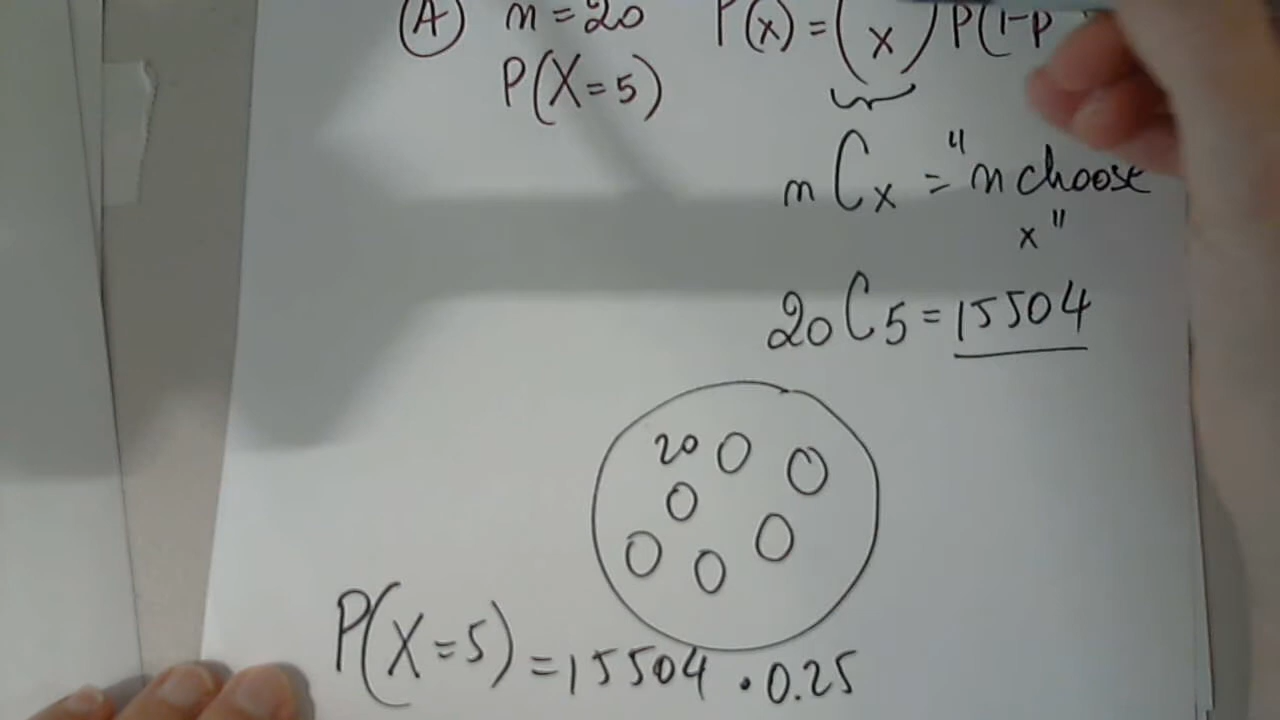 Ⓐ n = 20 P(x) = (x) P(1-P
P(X=5)
nCx = "n choose
x"
20C5 = 15504
20
P(X=5) = 15504 · 0.25